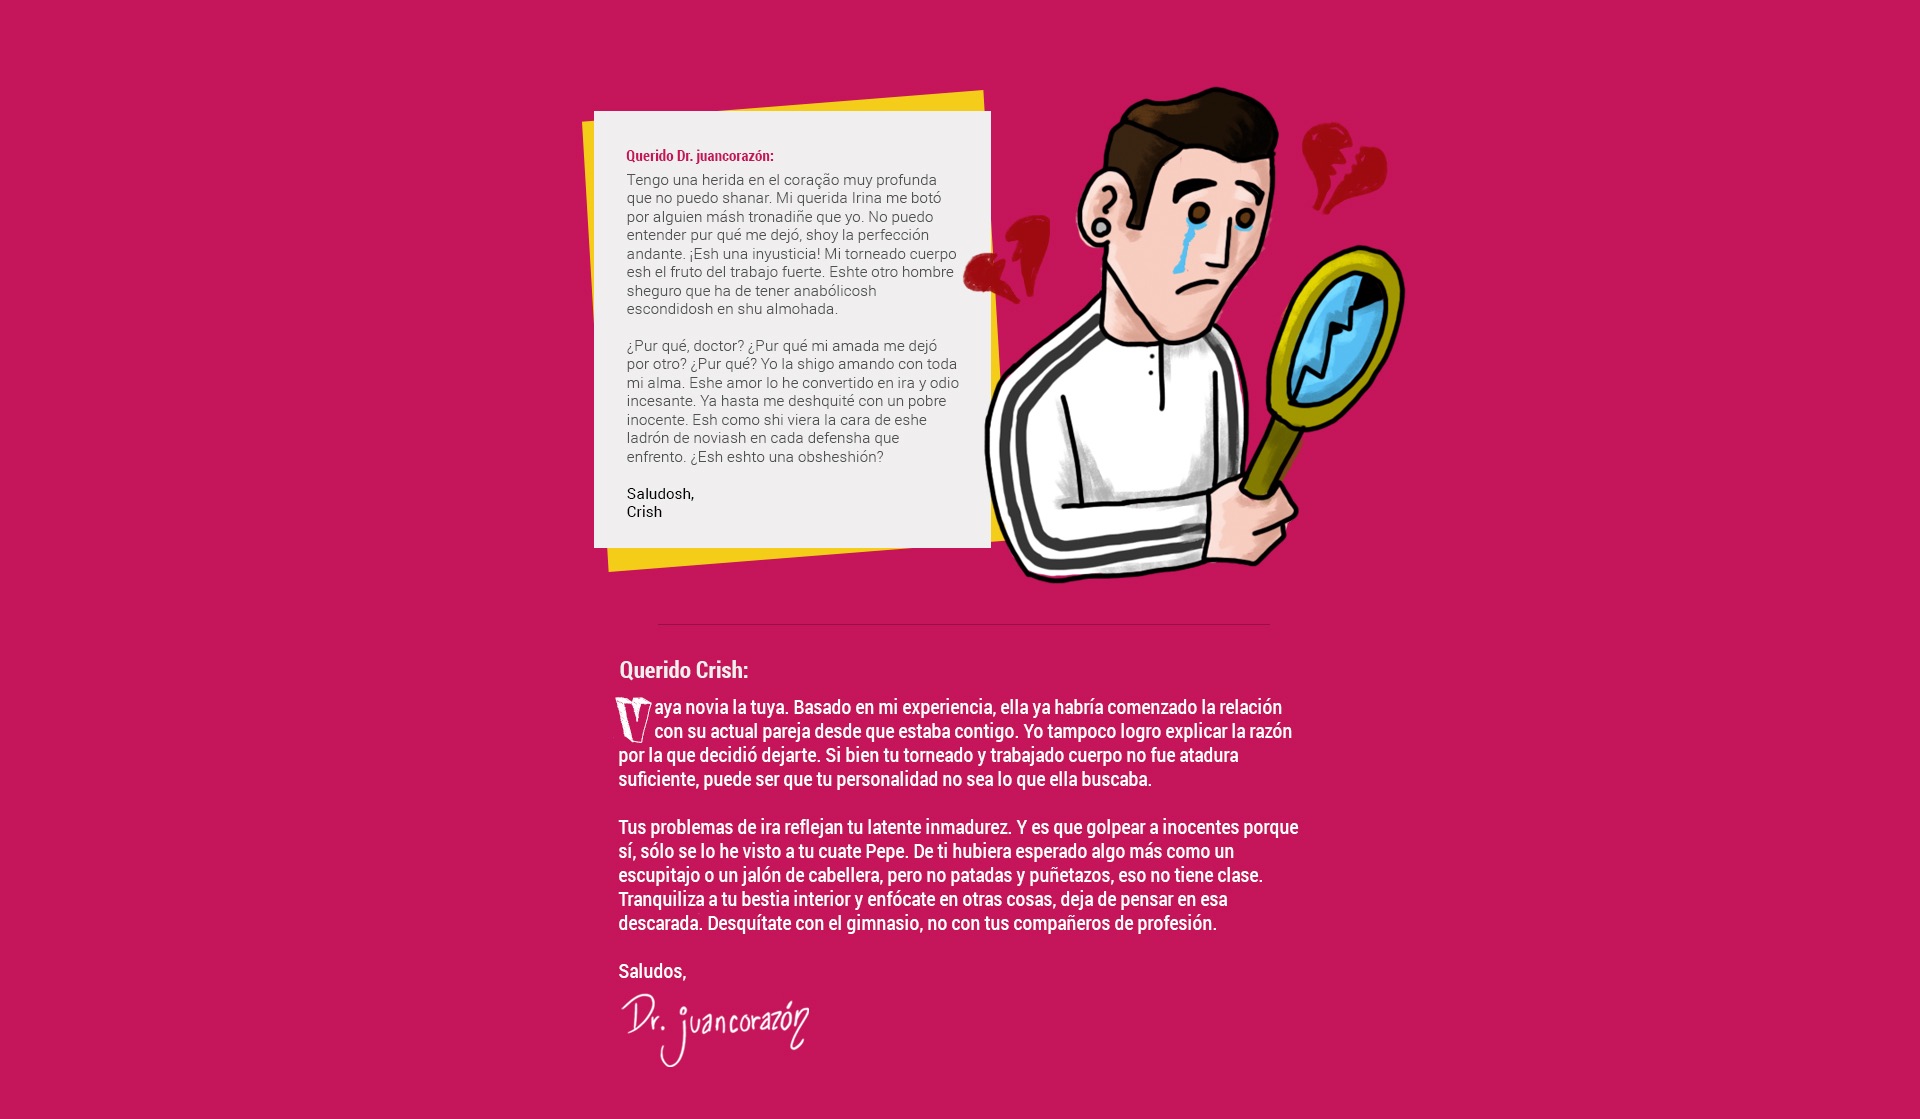 Querido Dr. juancorazón:
Tengo una herida en el coração muy profunda
que no puedo shanar. Mi querida Irina me botó
por alguien másh tronadiñe que yo. No puedo
entender pur qué me dejó, shoy la perfección
andante. ¡Esh una inyusticia! Mi torneado cuerpo
esh el fruto del trabajo fuerte. Eshte otro hombre
sheguro que ha de tener anabólicosh
escondidosh en shu almohada.
¿Pur qué, doctor? ¿Pur qué mi amada me dejó
por otro? ¿Pur qué? Yo la shigo amando con toda
mi alma. Eshe amor lo he convertido en ira y odio
incesante. Ya hasta me deshquité con un pobre
inocente. Esh como shi viera la cara de eshe
ladrón de noviash en cada defensha que
enfrento. ¿Esh eshto una obsheshión?
Saludosh,
Crish
Querido Crish:
Vaya novia la tuya. Basado en mi experiencia, ella ya habría comenzado la relación
con su actual pareja desde que estaba contigo. Yo tampoco logro explicar la razón
por la que decidió dejarte. Si bien tu torneado y trabajado cuerpo no fue atadura
suficiente, puede ser que tu personalidad no sea lo que ella buscaba.
Tus problemas de ira reflejan tu latente inmadurez. Y es que golpear a inocentes porque
sí, sólo se lo he visto a tu cuate Pepe. De ti hubiera esperado algo más como un
escupitajo o un jalón de cabellera, pero no patadas y puñetazos, eso no tiene clase.
Tranquiliza a tu bestia interior y enfócate en otras cosas, deja de pensar en esa
descarada. Desquítate con el gimnasio, no con tus compañeros de profesión.
Saludos,
Dr. juancorazón